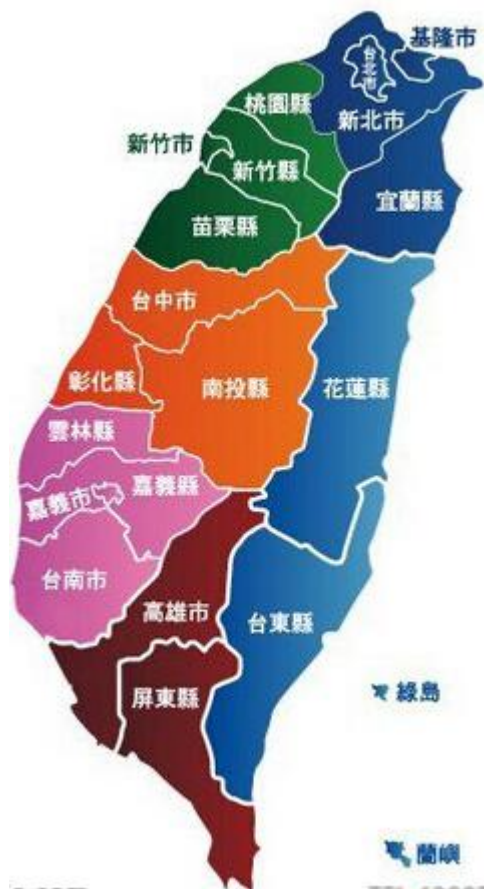 基隆市
台北市
桃園縣
新北市
新竹市
新竹縣
宜蘭縣
苗栗縣
台中市
彰化縣
南投縣
花蓮縣
雲林縣
嘉義縣
嘉義市
台南市
高雄市
台東縣
屏東縣
綠島
蘭嶼